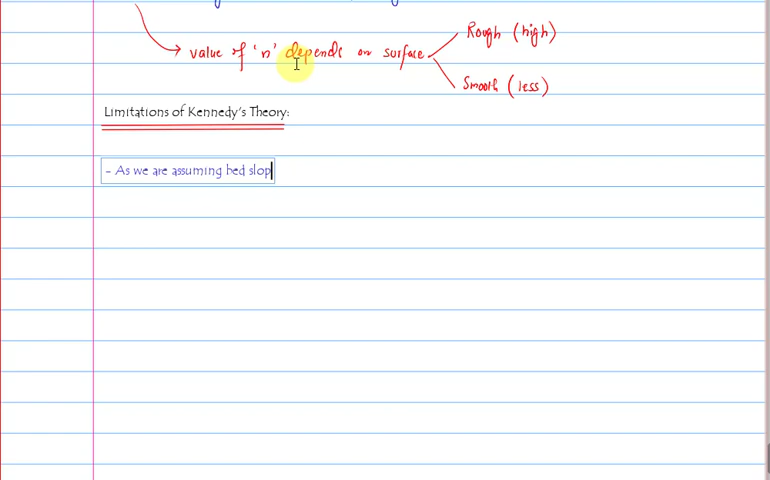 Rough (high)
value of 'n' depends on surface
Smooth (less)
Limitations of Kennedy's Theory:
- As we are assuming bed slop